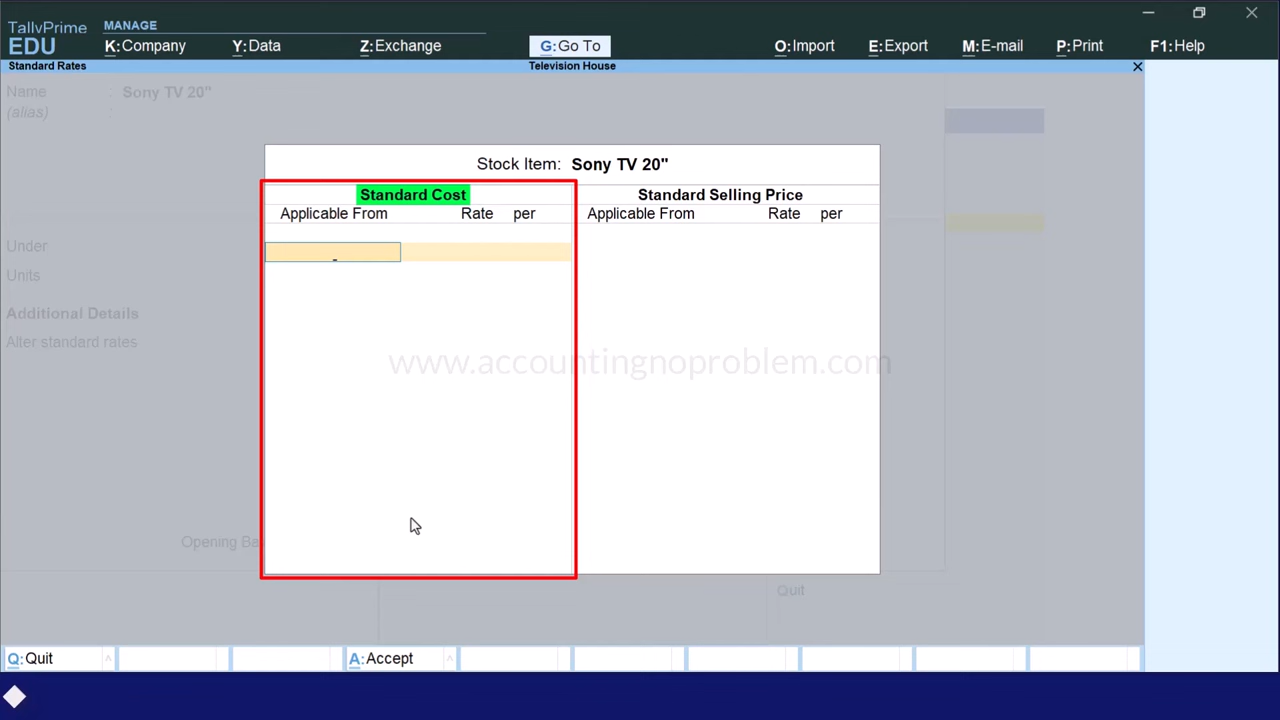 TallyPrime
EDU
MANAGE
K:Company
Y:Data
Z:Exchange
G:Go To
O:Import
E:Export
M:E-mail
P:Print
F1:Help
Standard Rates
Television House
Name : Sony TV 20"
(alias) :
Stock Item: Sony TV 20"
Standard Cost
Standard Selling Price
Applicable From Rate per
Applicable From Rate per
Under
Units
Additional Details
Alter standard rates
www.accountingnoproblem.com
Opening Ba
Quit
Q:Quit
A:Accept